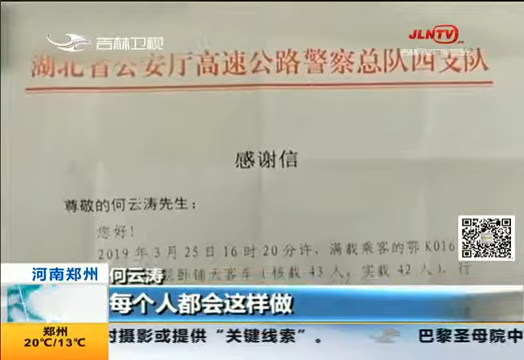 吉林卫视
JLNTV
湖北省公安厅高速公路警察总队四支队
感谢信
尊敬的何云涛先生：
您好！
2019年3月25日16时20分许，满载乘客的鄂K016
卧铺大客车（核载43人，实载42人），行
河南郑州
何云涛
每个人都会这样做
郑州
20℃/13℃
摄影或提供“关键线索”。
巴黎圣母院中